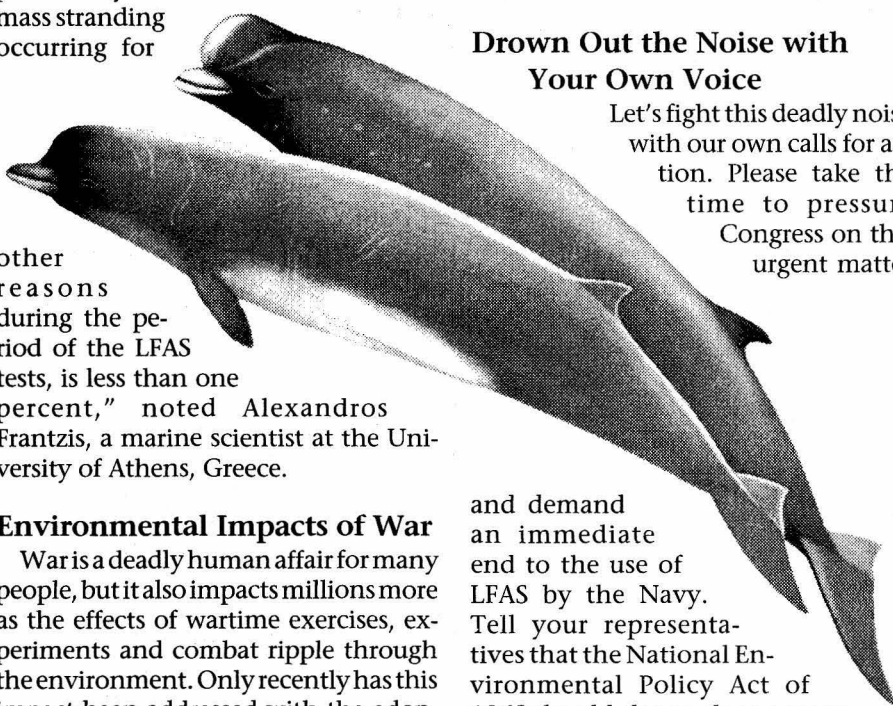 mass stranding
occurring for
other
reasons
during the pe-
riod of the LFAS
tests, is less than one
percent," noted Alexandros
Frantzis, a marine scientist at the Uni-
versity of Athens, Greece.
Environmental Impacts of War
War is a deadly human affair for many
people, but it also impacts millions more
as the effects of wartime exercises, ex-
periments and combat ripple through
the environment. Only recently has this
Drown Out the Noise with
Your Own Voice
Let's fight this deadly nois
with our own calls for a
tion. Please take th
time to pressur
Congress on th
urgent matt
and demand
an immediate
end to the use of
LFAS by the Navy.
Tell your representa-
tives that the National En-
vironmental Policy Act of